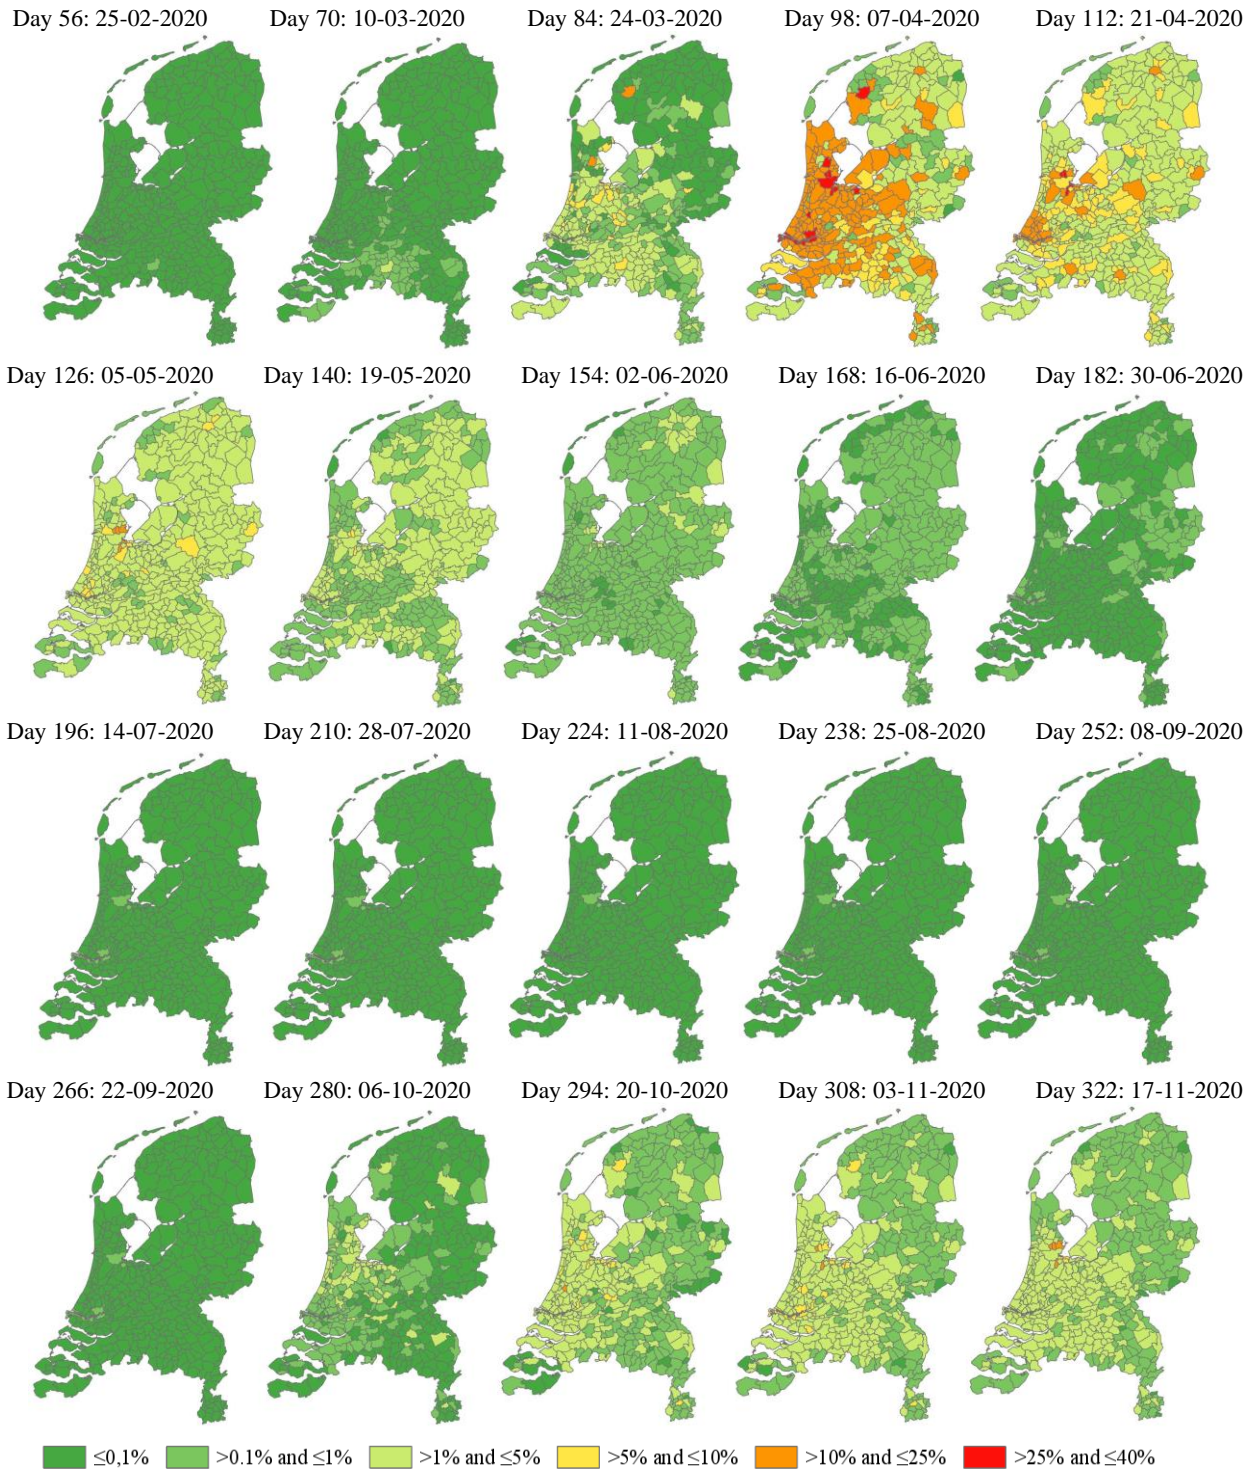 Day 56: 25-02-2020 Day 70: 10-03-2020 Day 84: 24-03-2020 Day 98: 07-04-2020 Day 112: 21-04-2020
Day 126: 05-05-2020 Day 140: 19-05-2020 Day 154: 02-06-2020 Day 168: 16-06-2020 Day 182: 30-06-2020
Day 196: 14-07-2020 Day 210: 28-07-2020 Day 224: 11-08-2020 Day 238: 25-08-2020 Day 252: 08-09-2020
Day 266: 22-09-2020 Day 280: 06-10-2020 Day 294: 20-10-2020 Day 308: 03-11-2020 Day 322: 17-11-2020
≤0,1% >0.1% and ≤1% >1% and ≤5% >5% and ≤10% >10% and ≤25% >25% and ≤40%